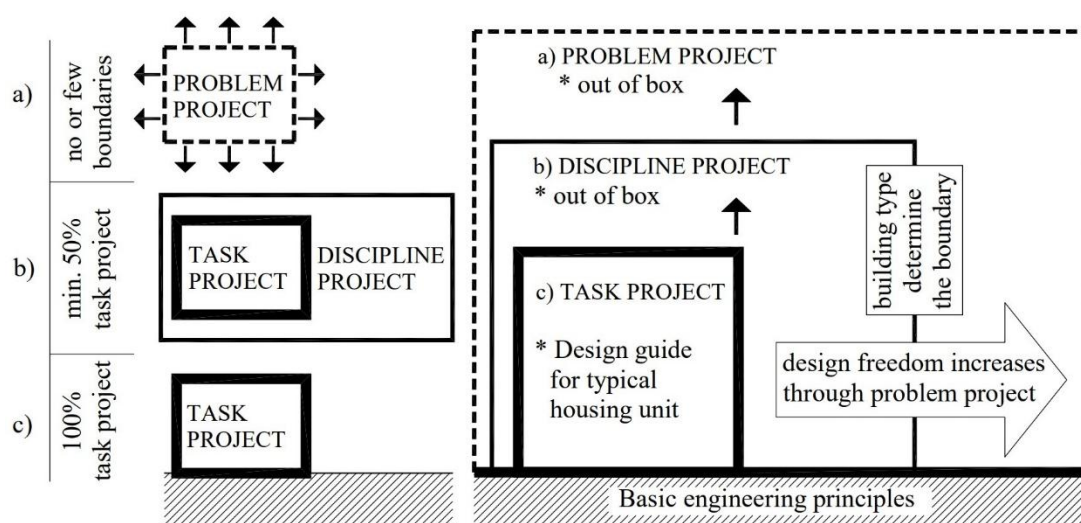 a)
no or few
boundaries
PROBLEM
PROJECT
b)
min. 50%
task project
TASK
PROJECT
DISCIPLINE
PROJECT
c)
100%
task project
TASK
PROJECT
a) PROBLEM PROJECT
* out of box
b) DISCIPLINE PROJECT
* out of box
building type
determine
the boundary
c) TASK PROJECT
* Design guide
for typical
housing unit
design freedom increases
through problem project
Basic engineering principles